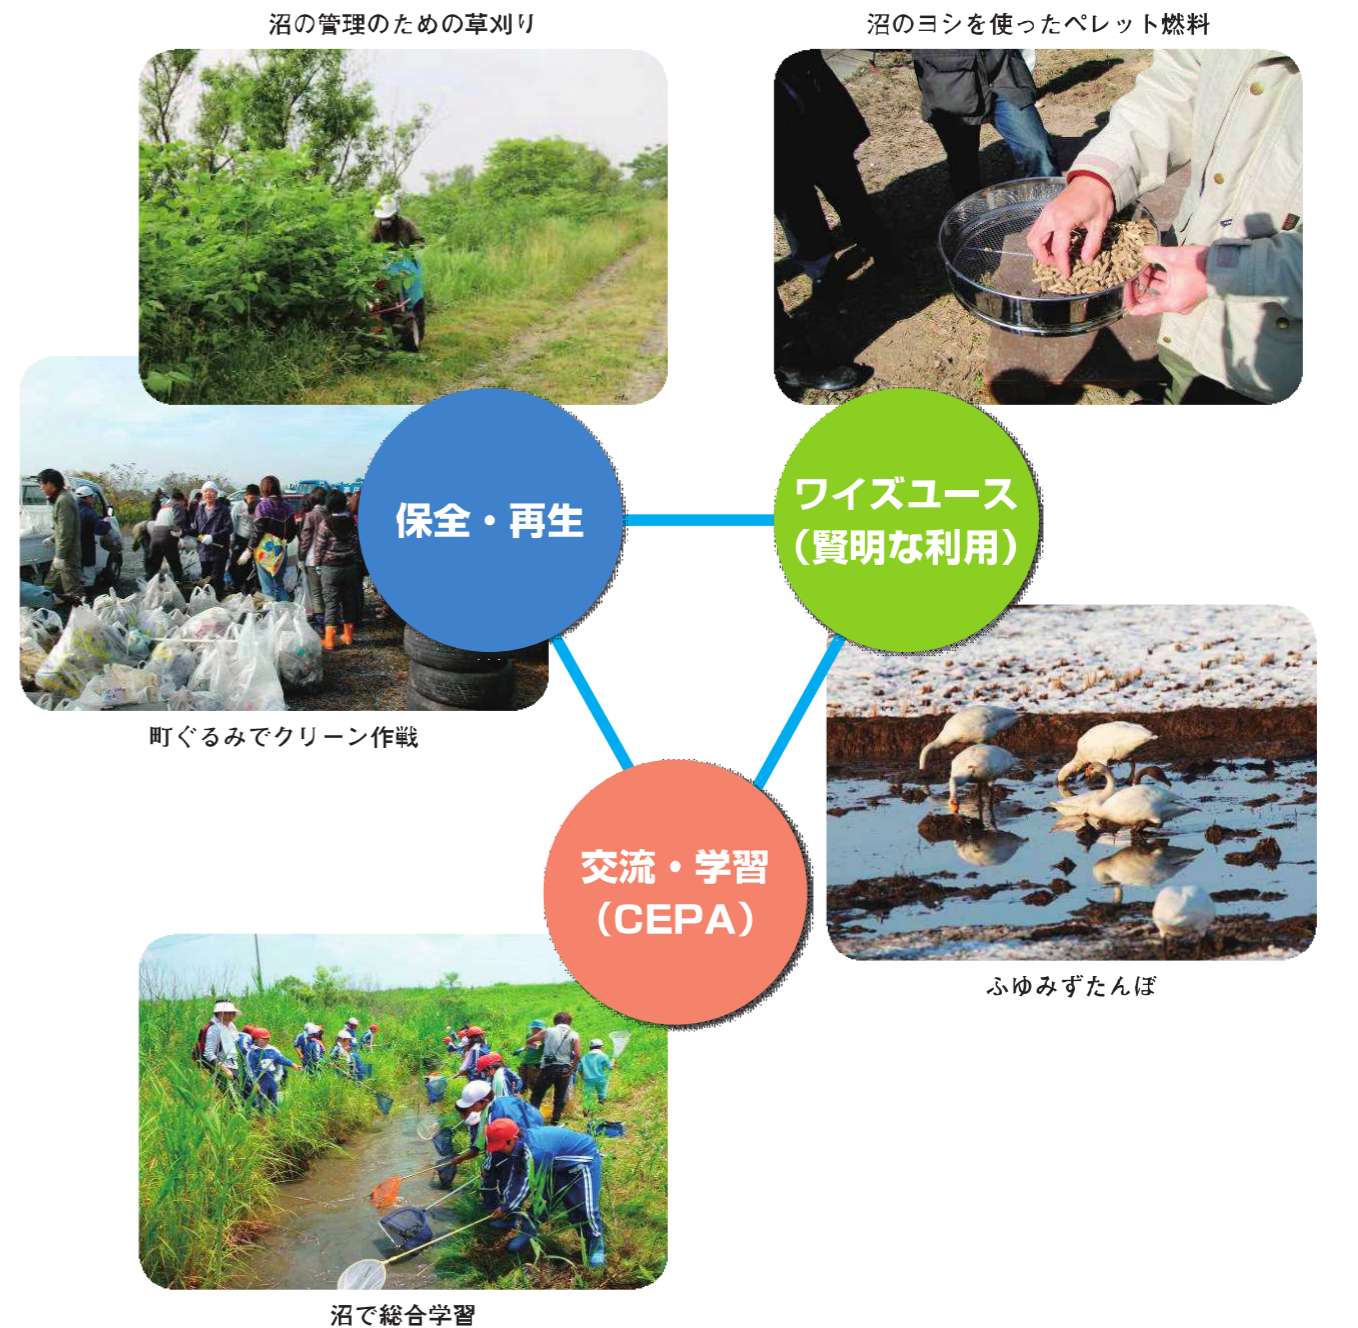 沼の管理のための草刈り
沼のヨシを使ったペレット燃料
保全・再生
ワイズユース
（賢明な利用）
町ぐるみでクリーン作戦
交流・学習
（CEPA）
ふゆみずたんぼ
沼で総合学習